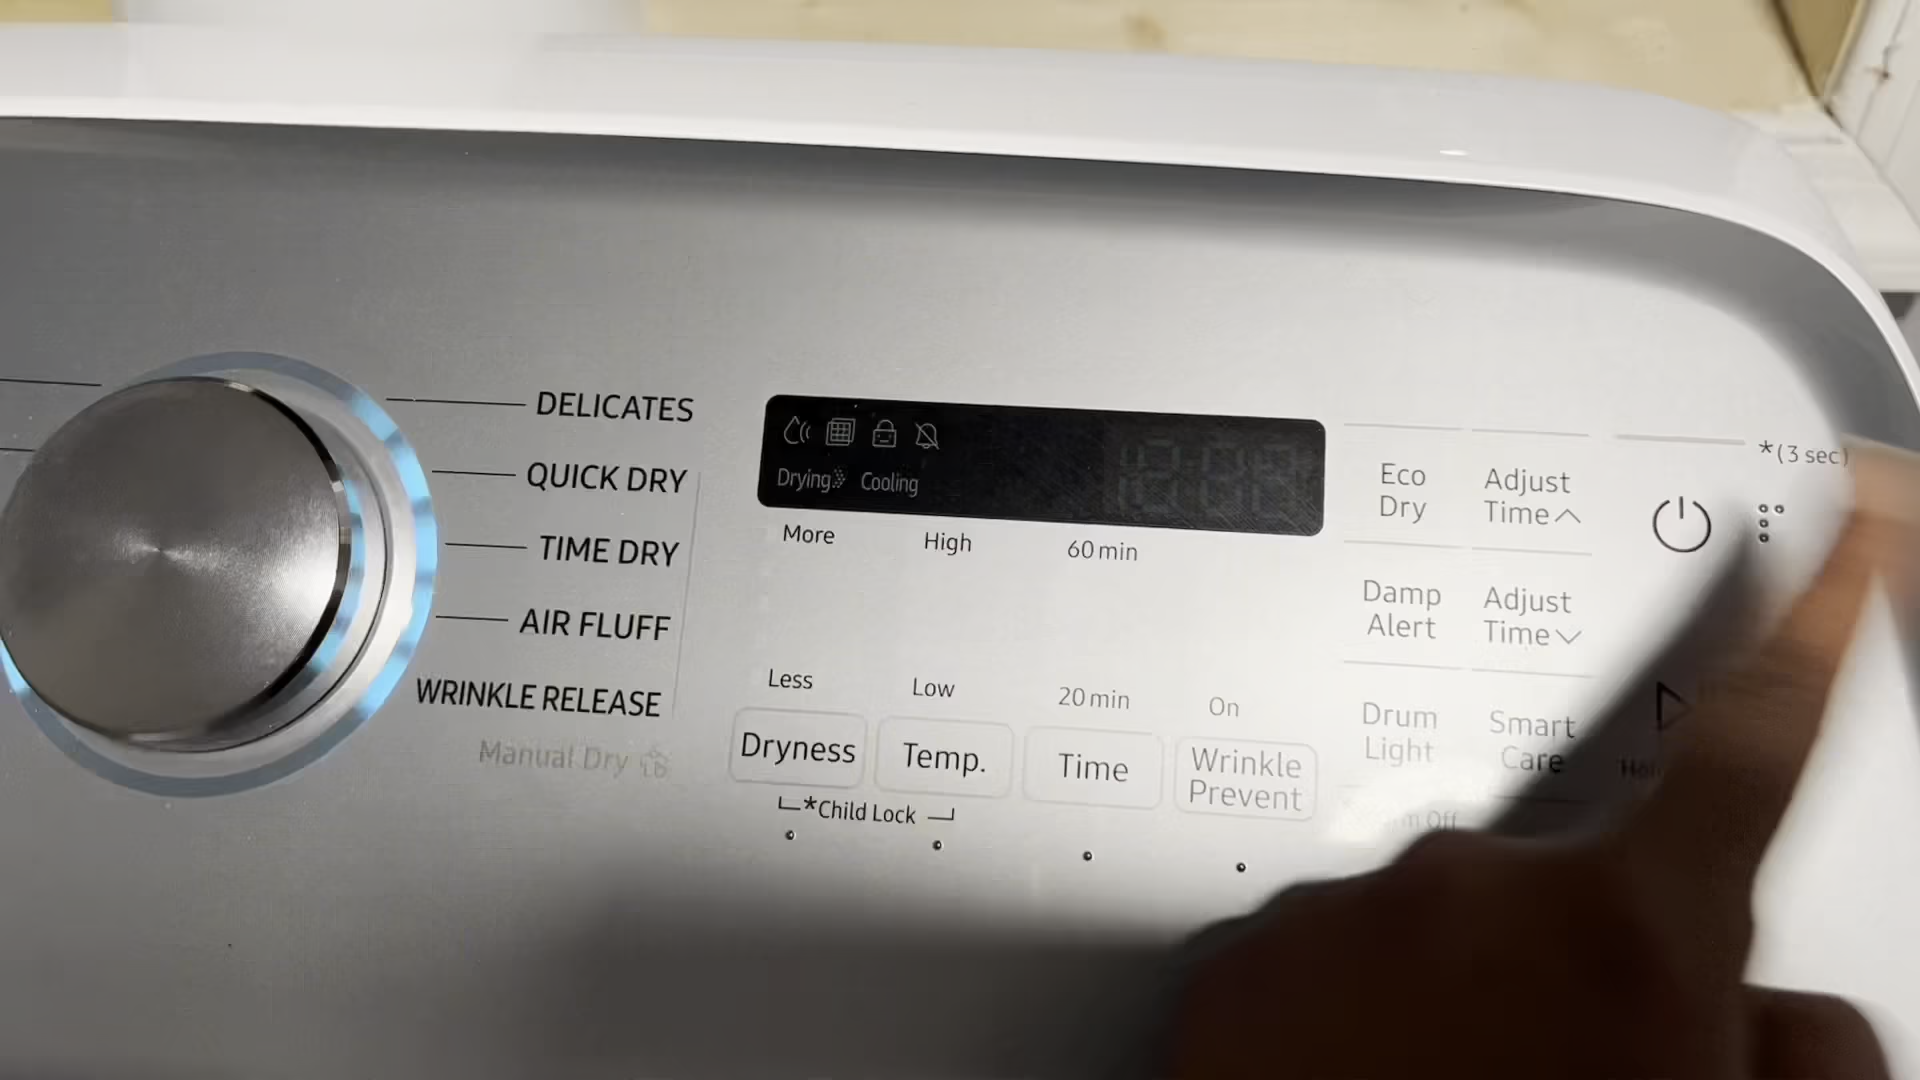 DELICATES
QUICK DRY
TIME DRY
AIR FLUFF
WRINKLE RELEASE
Manual Dry
Drying Cooling
More High 60 min
Less Low 20 min On
Dryness Temp. Time Wrinkle Prevent
*Child Lock
Eco Dry
Adjust Time
Damp Alert
Adjust Time
Drum Light
Smart Care
*(3 sec)